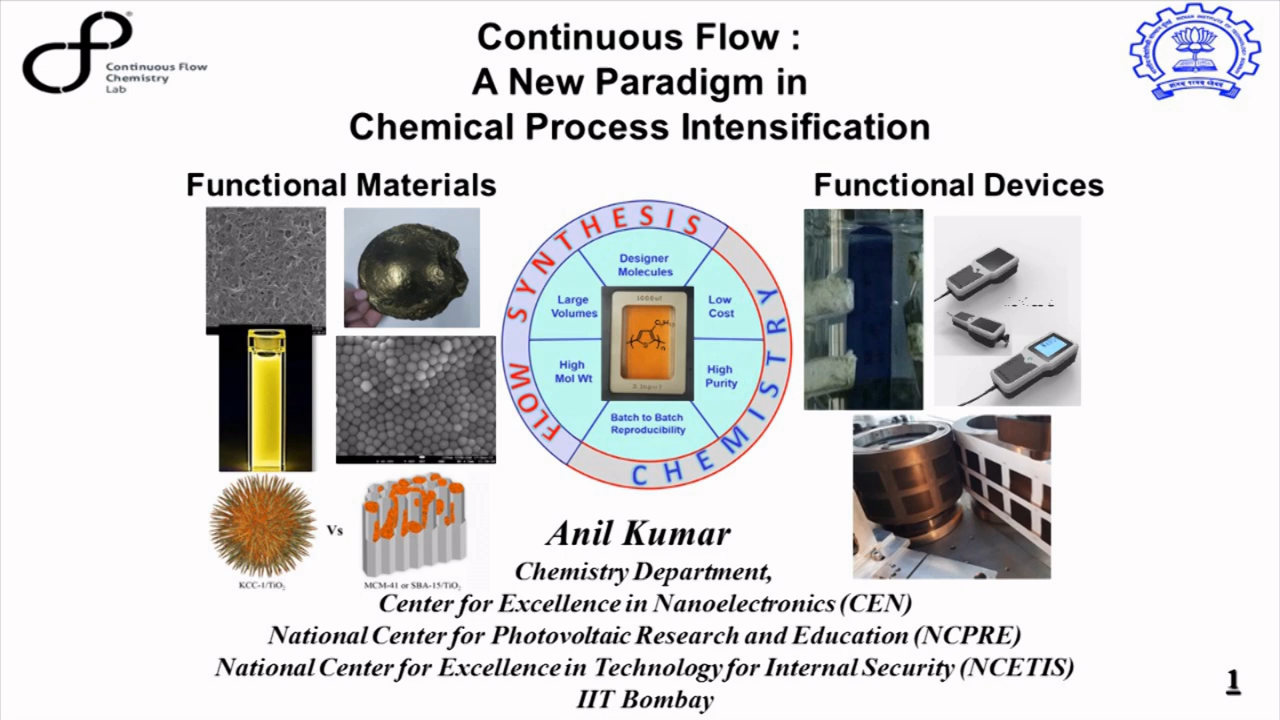 Continuous Flow
Chemistry
Lab
Continuous Flow :
A New Paradigm in
Chemical Process Intensification
Functional Materials
Functional Devices
FLOW SYNTHESIS
CHEMISTRY
Designer
Molecules
Large
Volumes
Low
Cost
High
Mol Wt
High
Purity
Batch to Batch
Reproducibility
Vs
KCC-1/TiO2
MCM-41 or SBA-15/TiO2
Anil Kumar
Chemistry Department,
Center for Excellence in Nanoelectronics (CEN)
National Center for Photovoltaic Research and Education (NCPRE)
National Center for Excellence in Technology for Internal Security (NCETIS)
IIT Bombay
1